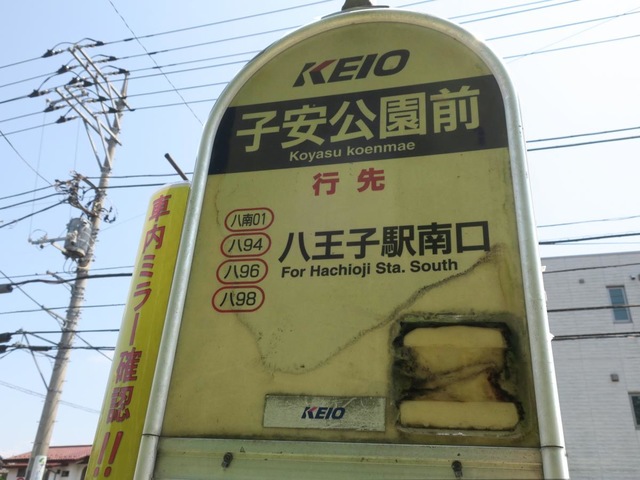 KEIO
子安公園前
Koyasu koenmae
行先
八南01
八94
八96
八98
八王子駅南口
For Hachioji Sta. South
KEIO
車内ミラー確認!!